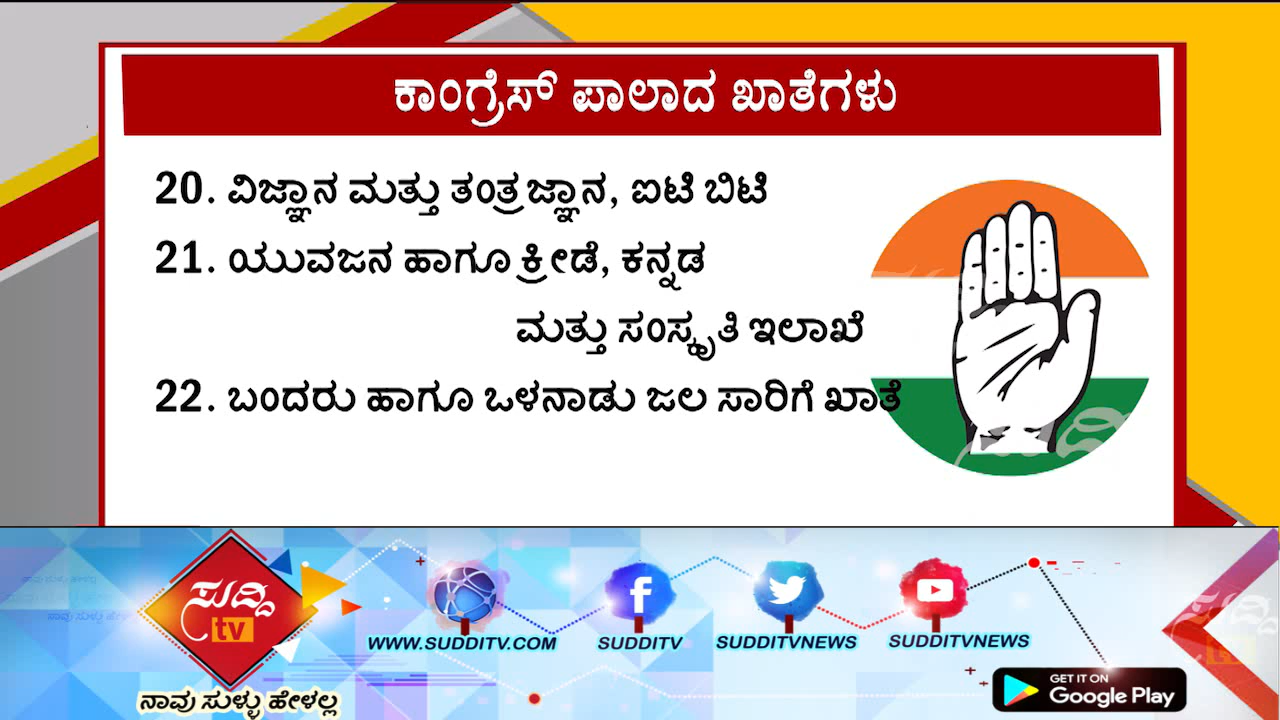 ಕಾಂಗ್ರೆಸ್ ಪಾಲಾದ ಖಾತೆಗಳು
20. ವಿಜ್ಞಾನ ಮತ್ತು ತಂತ್ರಜ್ಞಾನ, ಐಟಿ ಬಿಟಿ
21. ಯುವಜನ ಹಾಗೂ ಕ್ರೀಡೆ, ಕನ್ನಡ
ಮತ್ತು ಸಂಸ್ಕೃತಿ ಇಲಾಖೆ
22. ಬಂದರು ಹಾಗೂ ಒಳನಾಡು ಜಲ ಸಾರಿಗೆ ಖಾತೆ
ಸುದ್ದಿ
tv
ನಾವು ಸುಳ್ಳು ಹೇಳಲ್ಲ
WWW.SUDDITV.COM
SUDDITV
SUDDITVNEWS
SUDDITVNEWS
GET IT ON
Google Play